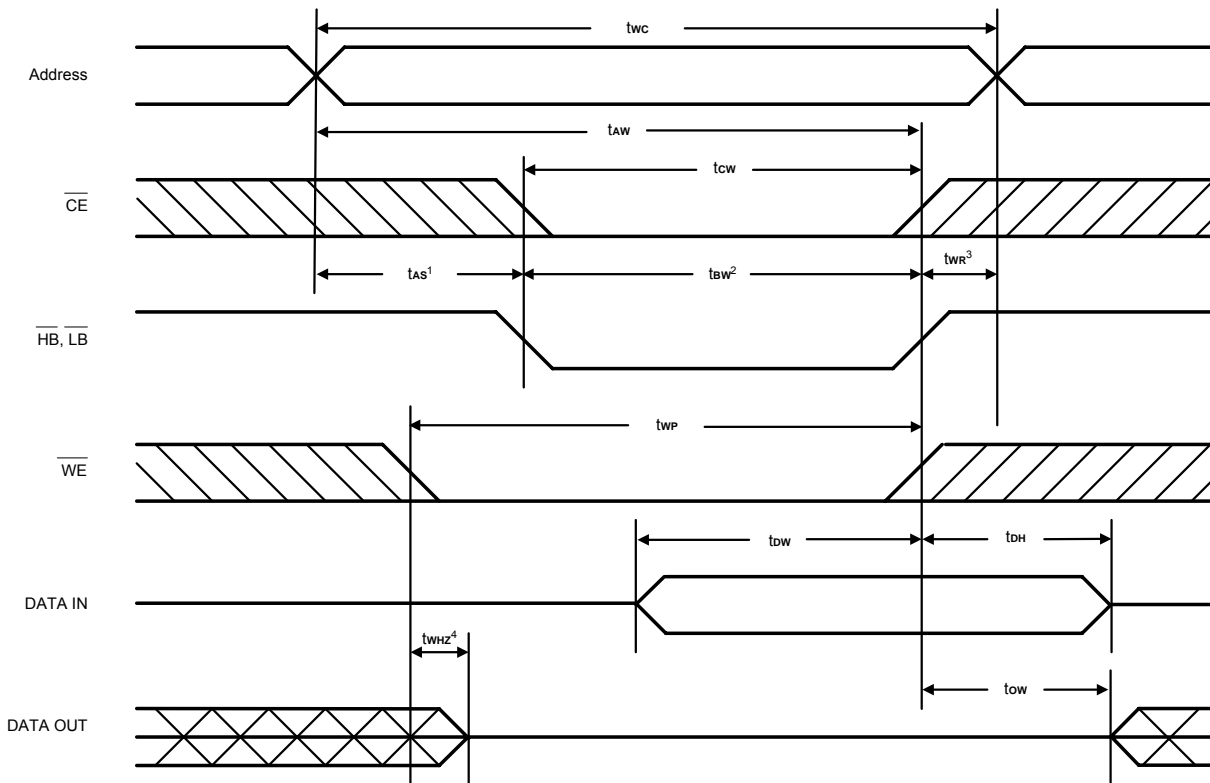 tWC
Address
tAW
tCW
CE
tAS1
tBW2
tWR3
HB, LB
tWP
WE
tDW
tDH
DATA IN
tWHZ4
tOW
DATA OUT